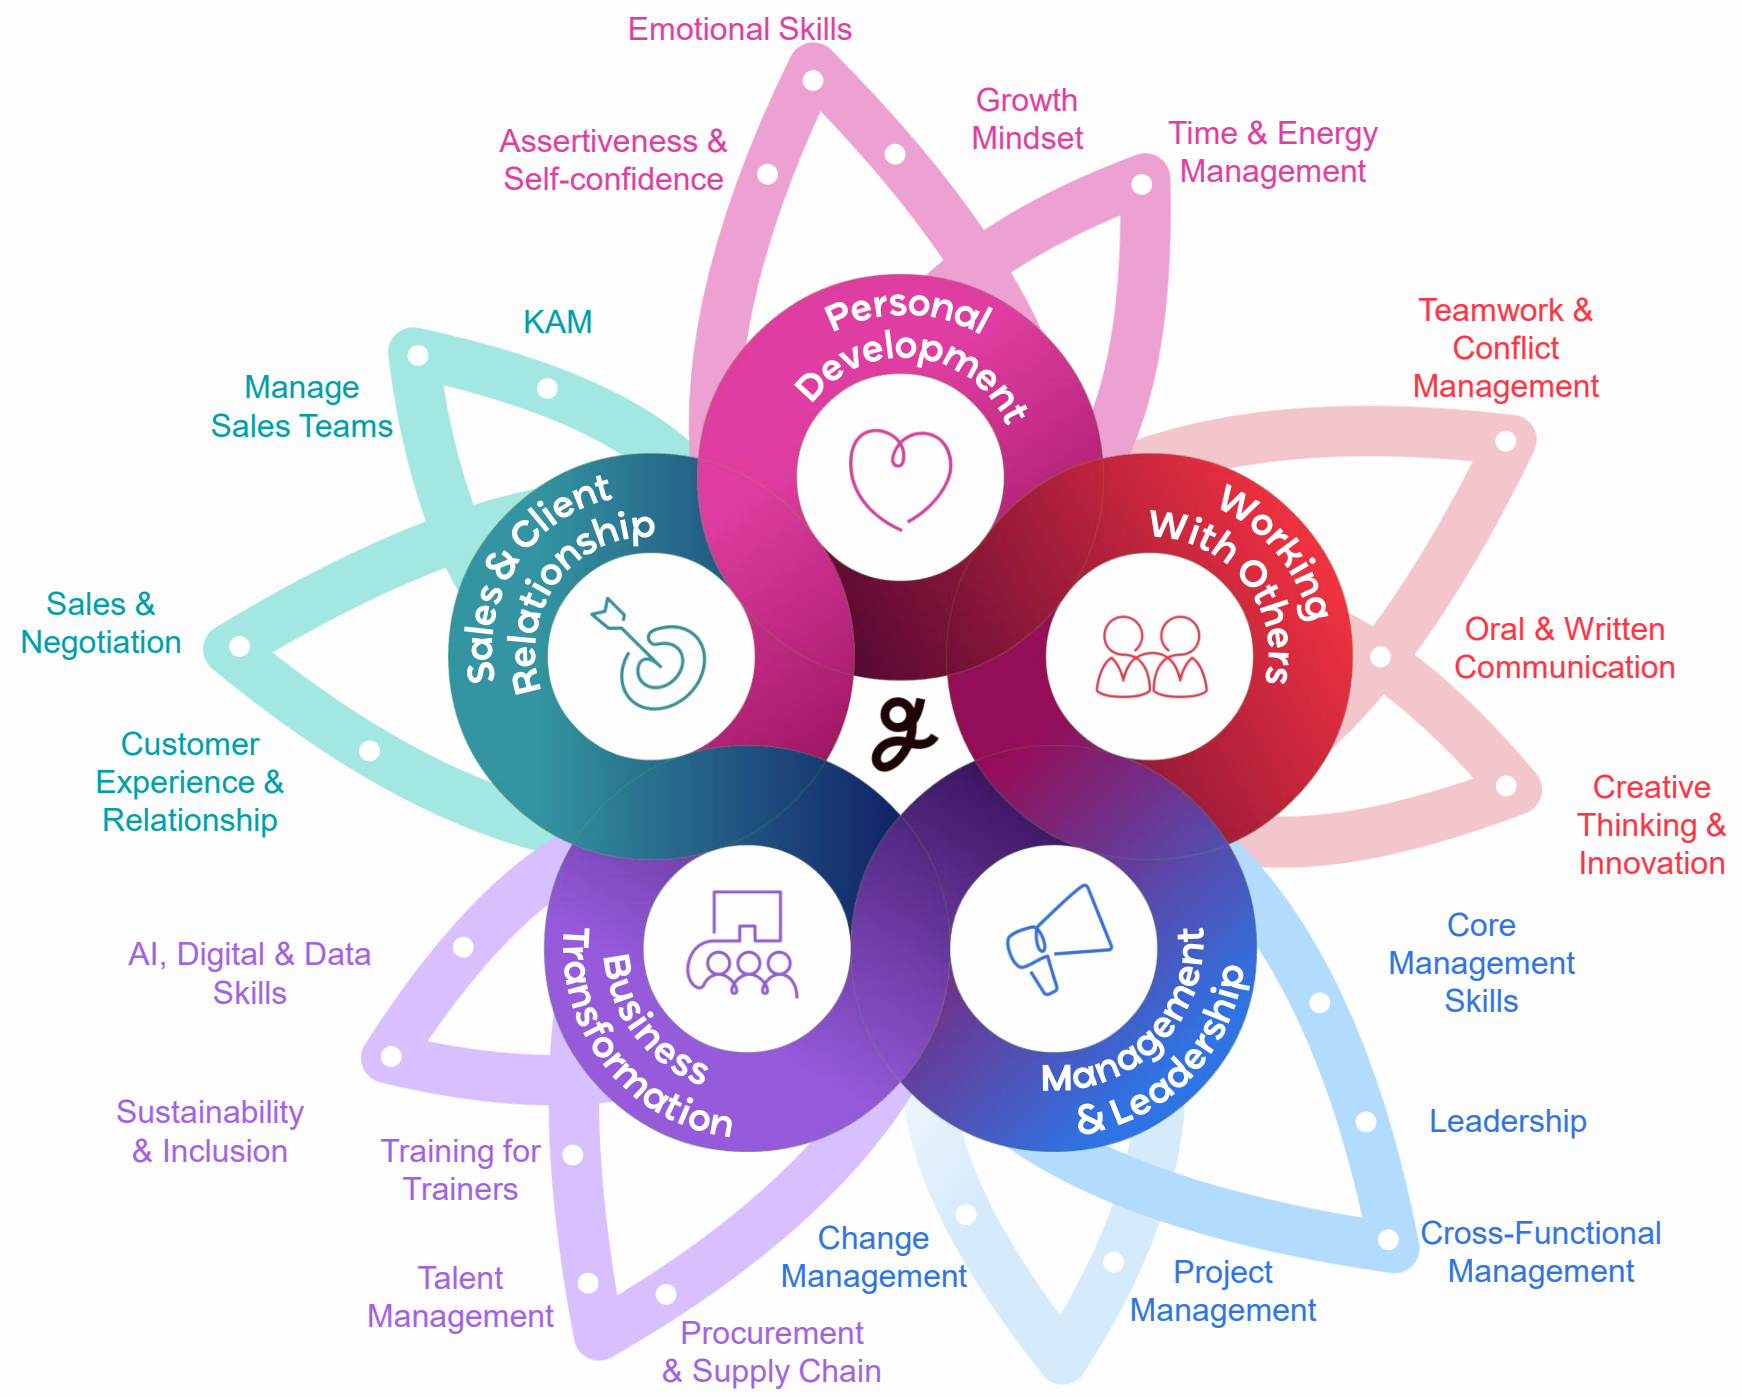 Emotional Skills
Growth
Mindset
Time & Energy
Management
Assertiveness &
Self-confidence
Personal
Development
KAM
Manage
Sales Teams
Sales & Client
Relationship
Sales &
Negotiation
Customer
Experience &
Relationship
Teamwork &
Conflict
Management
Working
With Others
Oral & Written
Communication
Creative
Thinking &
Innovation
g
AI, Digital & Data
Skills
Business
Transformation
Sustainability
& Inclusion
Training for
Trainers
Talent
Management
Procurement
& Supply Chain
Management
& Leadership
Core
Management
Skills
Leadership
Cross-Functional
Management
Change
Management
Project
Management